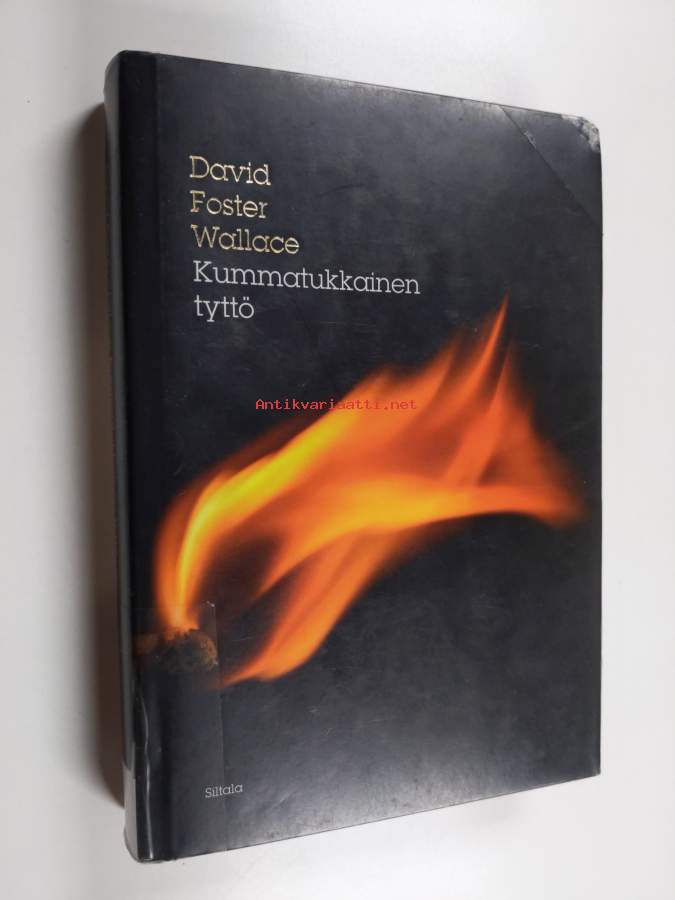 David
Foster
Wallace
Kummatukkainen
tyttö
Antikvariaatti.net
Siltala